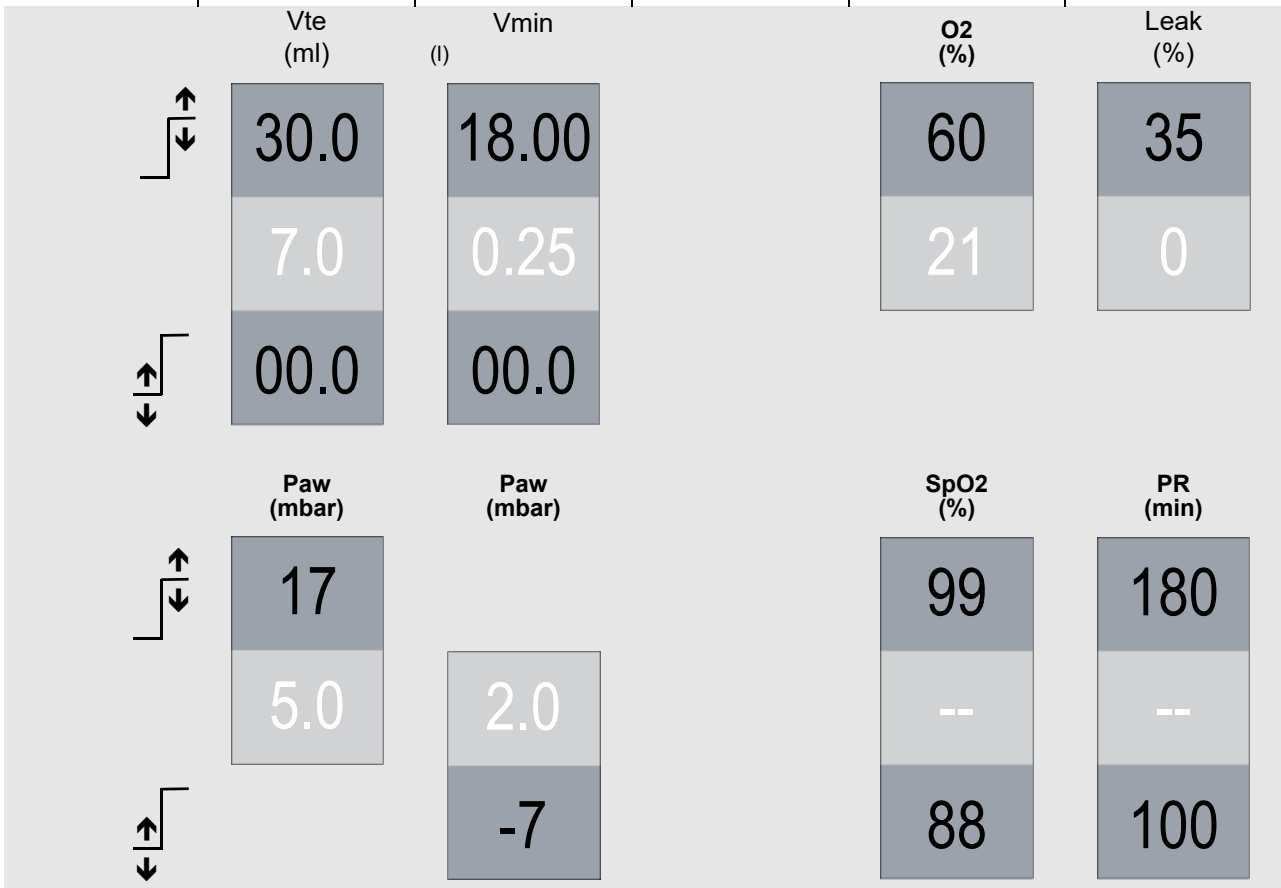 Vte
(ml)
Vmin
(l)
O2
(%)
Leak
(%)
30.0 18.00 60 35
7.0 0.25 21 0
00.0 00.0
Paw
(mbar)
Paw
(mbar)
SpO2
(%)
PR
(min)
17 99 180
5.0 2.0 -- --
-7 88 100